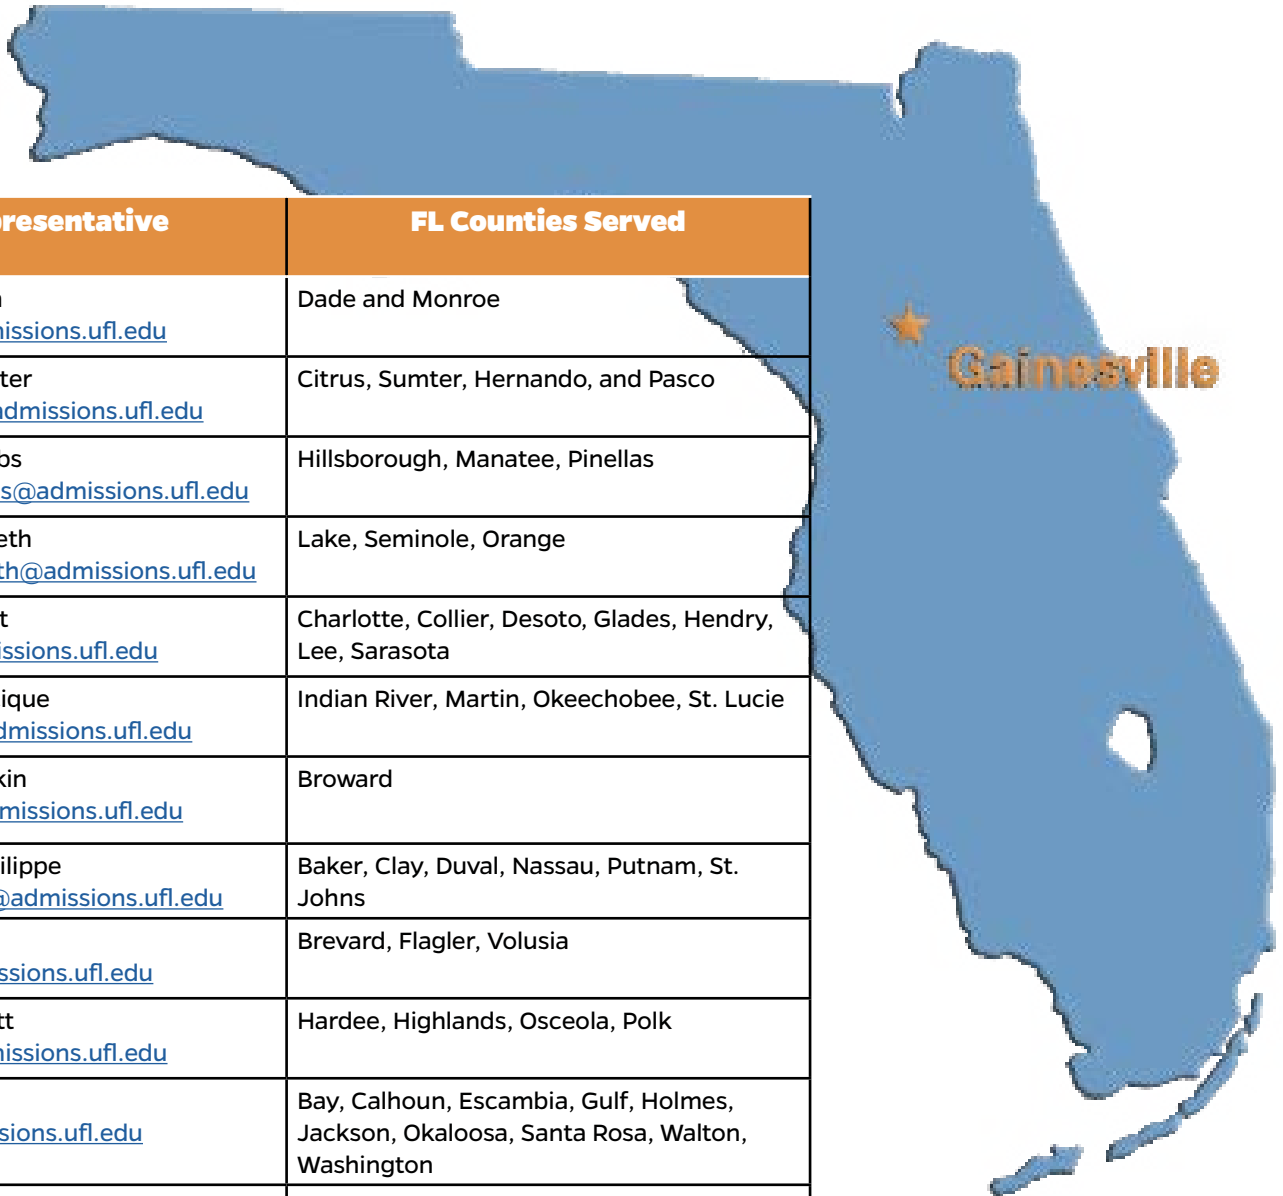 presentative
FL Counties Served
missions.ufl.edu
Dade and Monroe
ter
admissions.ufl.edu
Citrus, Sumter, Hernando, and Pasco
bs
s@admissions.ufl.edu
Hillsborough, Manatee, Pinellas
eth
th@admissions.ufl.edu
Lake, Seminole, Orange
t
issions.ufl.edu
Charlotte, Collier, Desoto, Glades, Hendry,
Lee, Sarasota
ique
dmissions.ufl.edu
Indian River, Martin, Okeechobee, St. Lucie
kin
missions.ufl.edu
Broward
ilippe
@admissions.ufl.edu
Baker, Clay, Duval, Nassau, Putnam, St.
Johns
ssions.ufl.edu
Brevard, Flagler, Volusia
tt
missions.ufl.edu
Hardee, Highlands, Osceola, Polk
sions.ufl.edu
Bay, Calhoun, Escambia, Gulf, Holmes,
Jackson, Okaloosa, Santa Rosa, Walton,
Washington
Gainesville